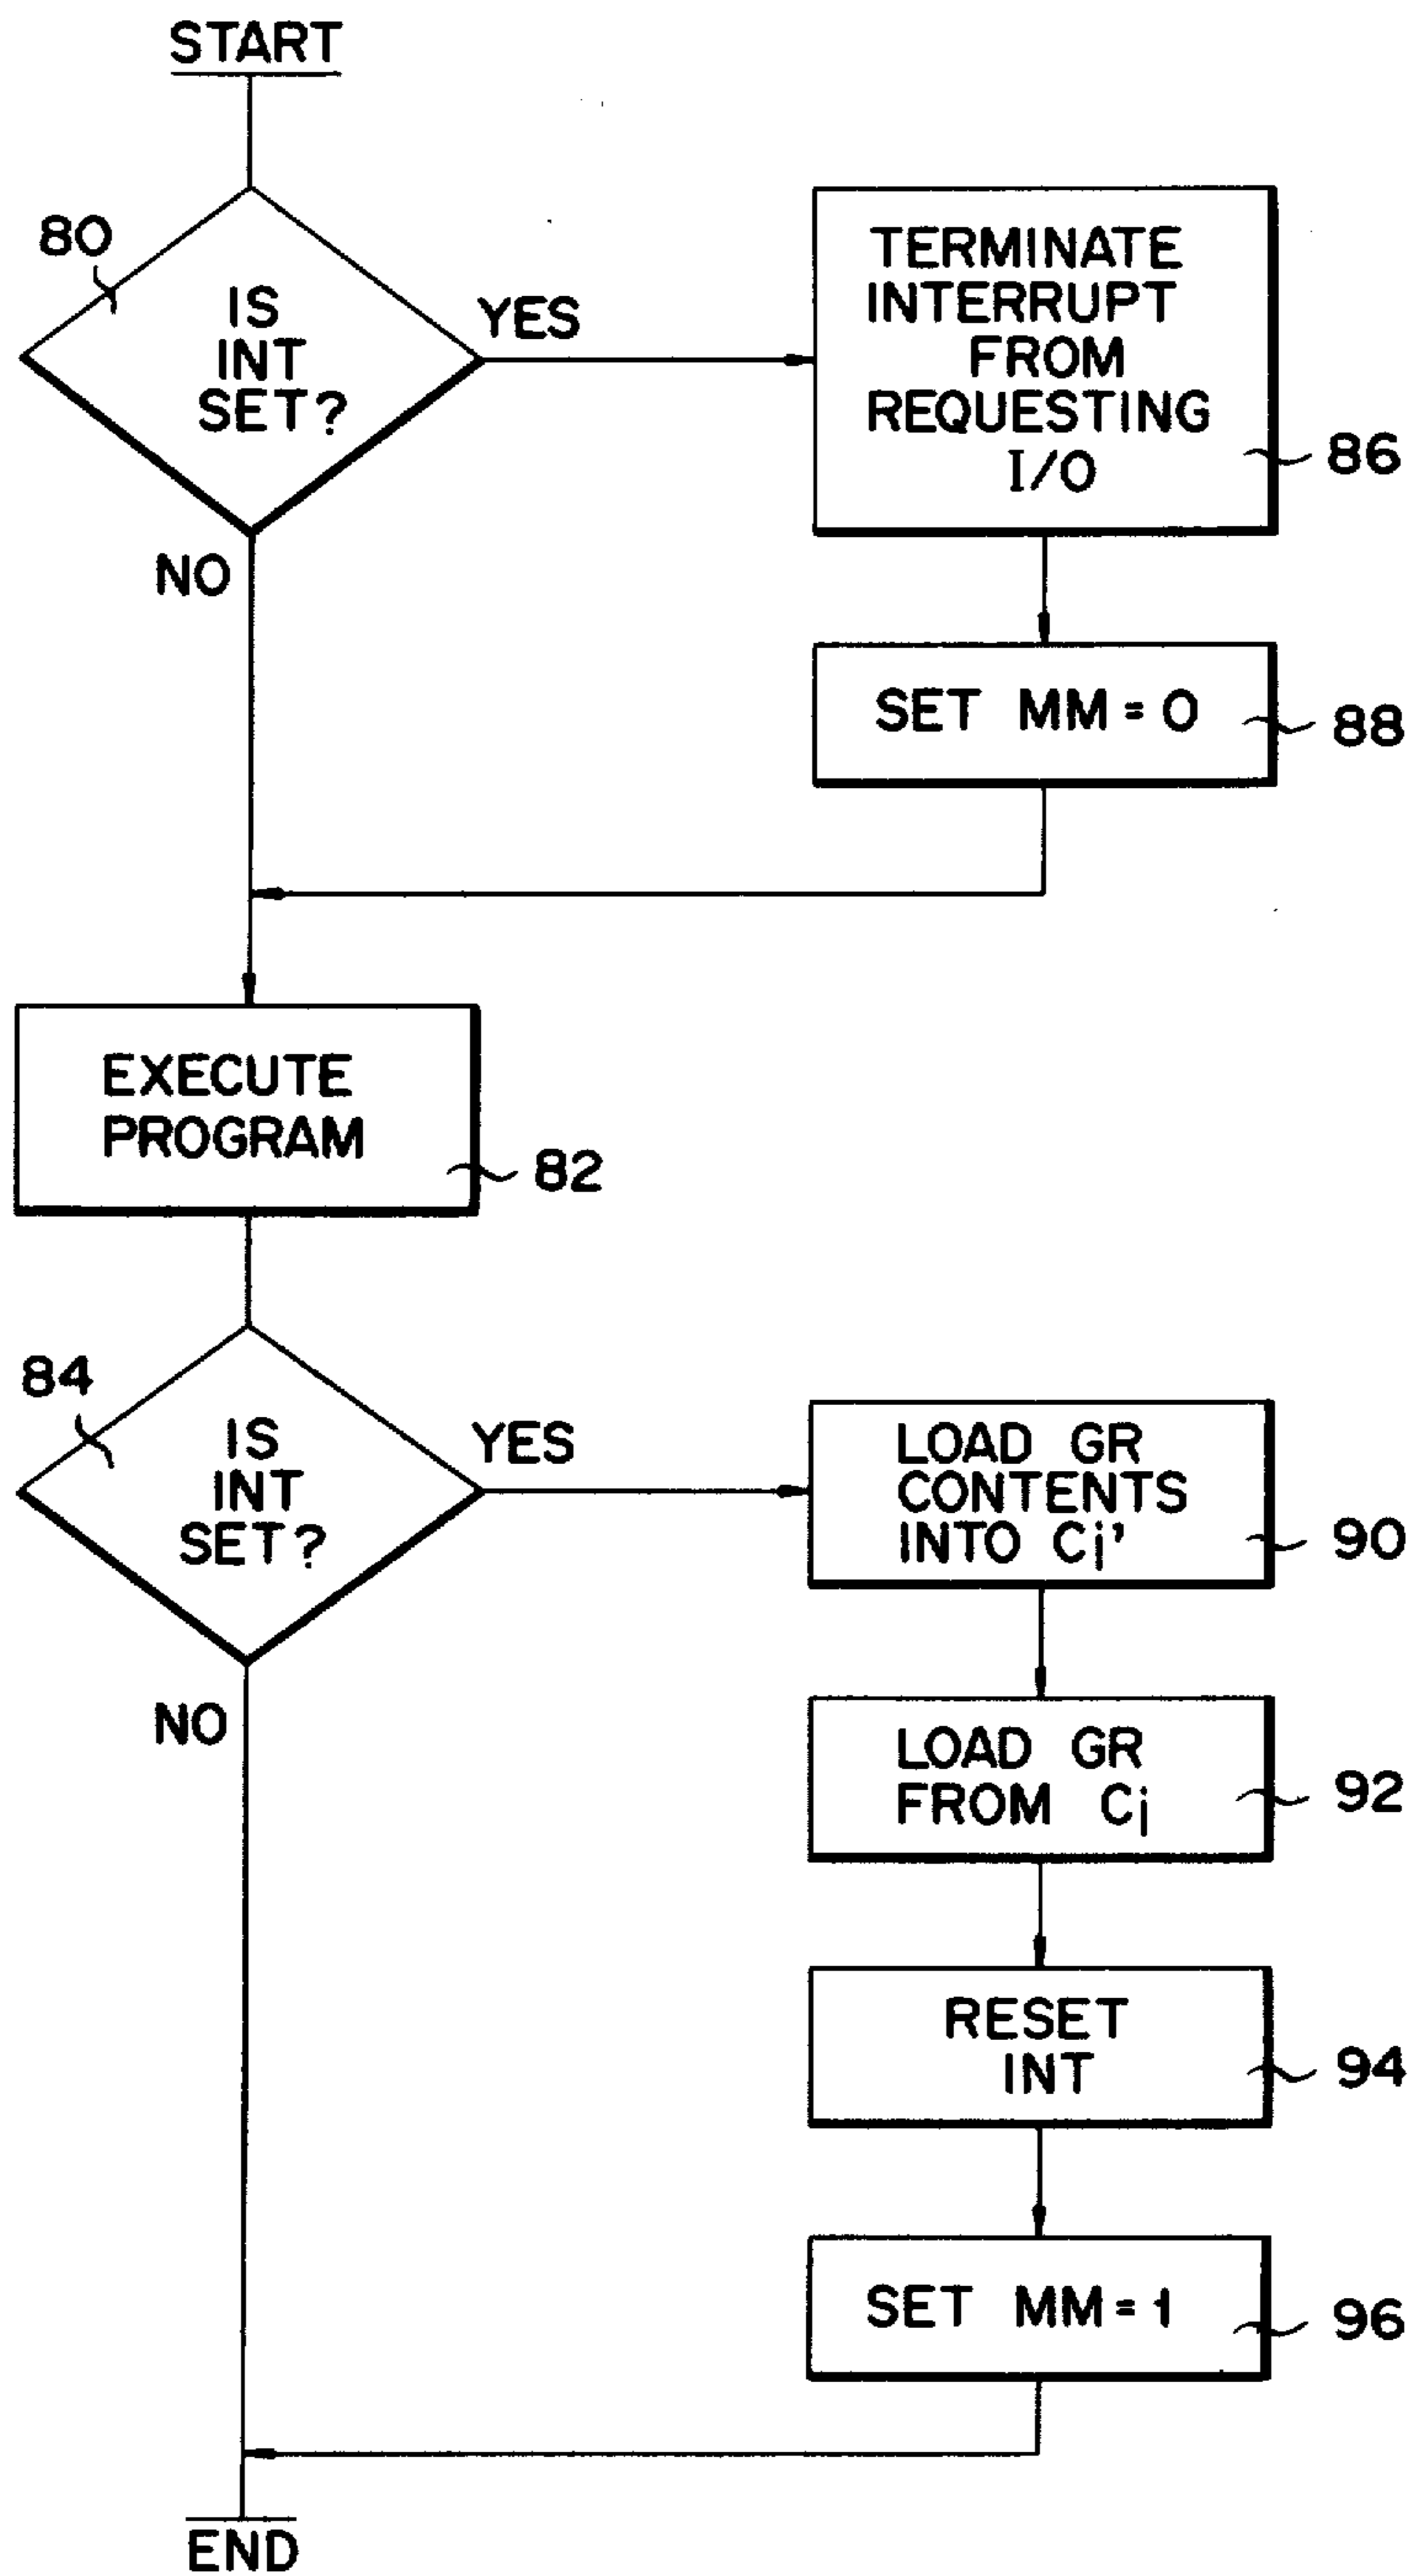 START
80
IS
INT
SET?
YES
NO
TERMINATE
INTERRUPT
FROM
REQUESTING
I/O
86
SET MM = 0
88
EXECUTE
PROGRAM
82
84
IS
INT
SET?
YES
NO
LOAD GR
CONTENTS
INTO Ci'
90
LOAD GR
FROM Ci
92
RESET
INT
94
SET MM = 1
96
END